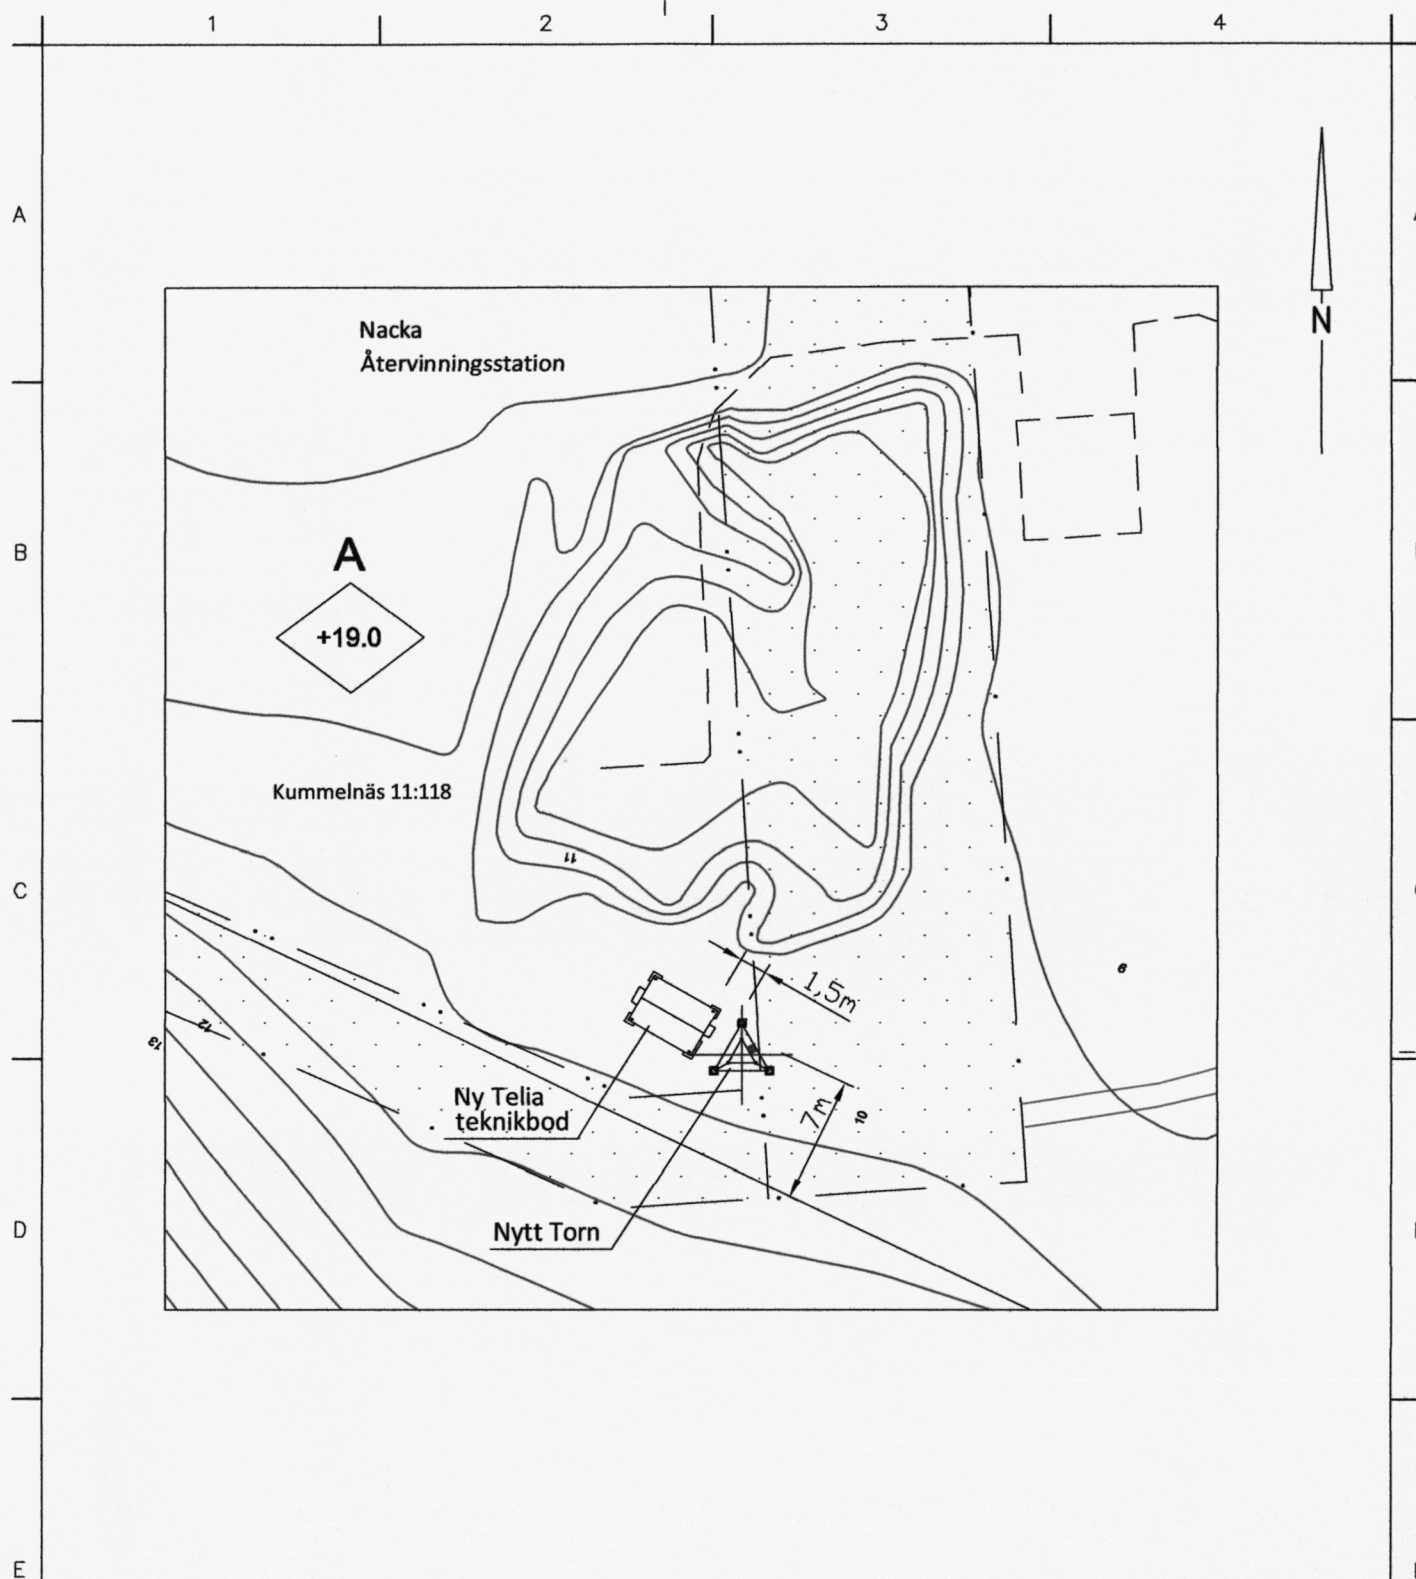 1 2 3 4
A
N
Nacka
Återvinningsstation
B
A
+19.0
Kummelnäs 11:118
11
C
9
1,5m
12
13
Ny Telia
teknikbod
7m
10
D
Nytt Torn
E